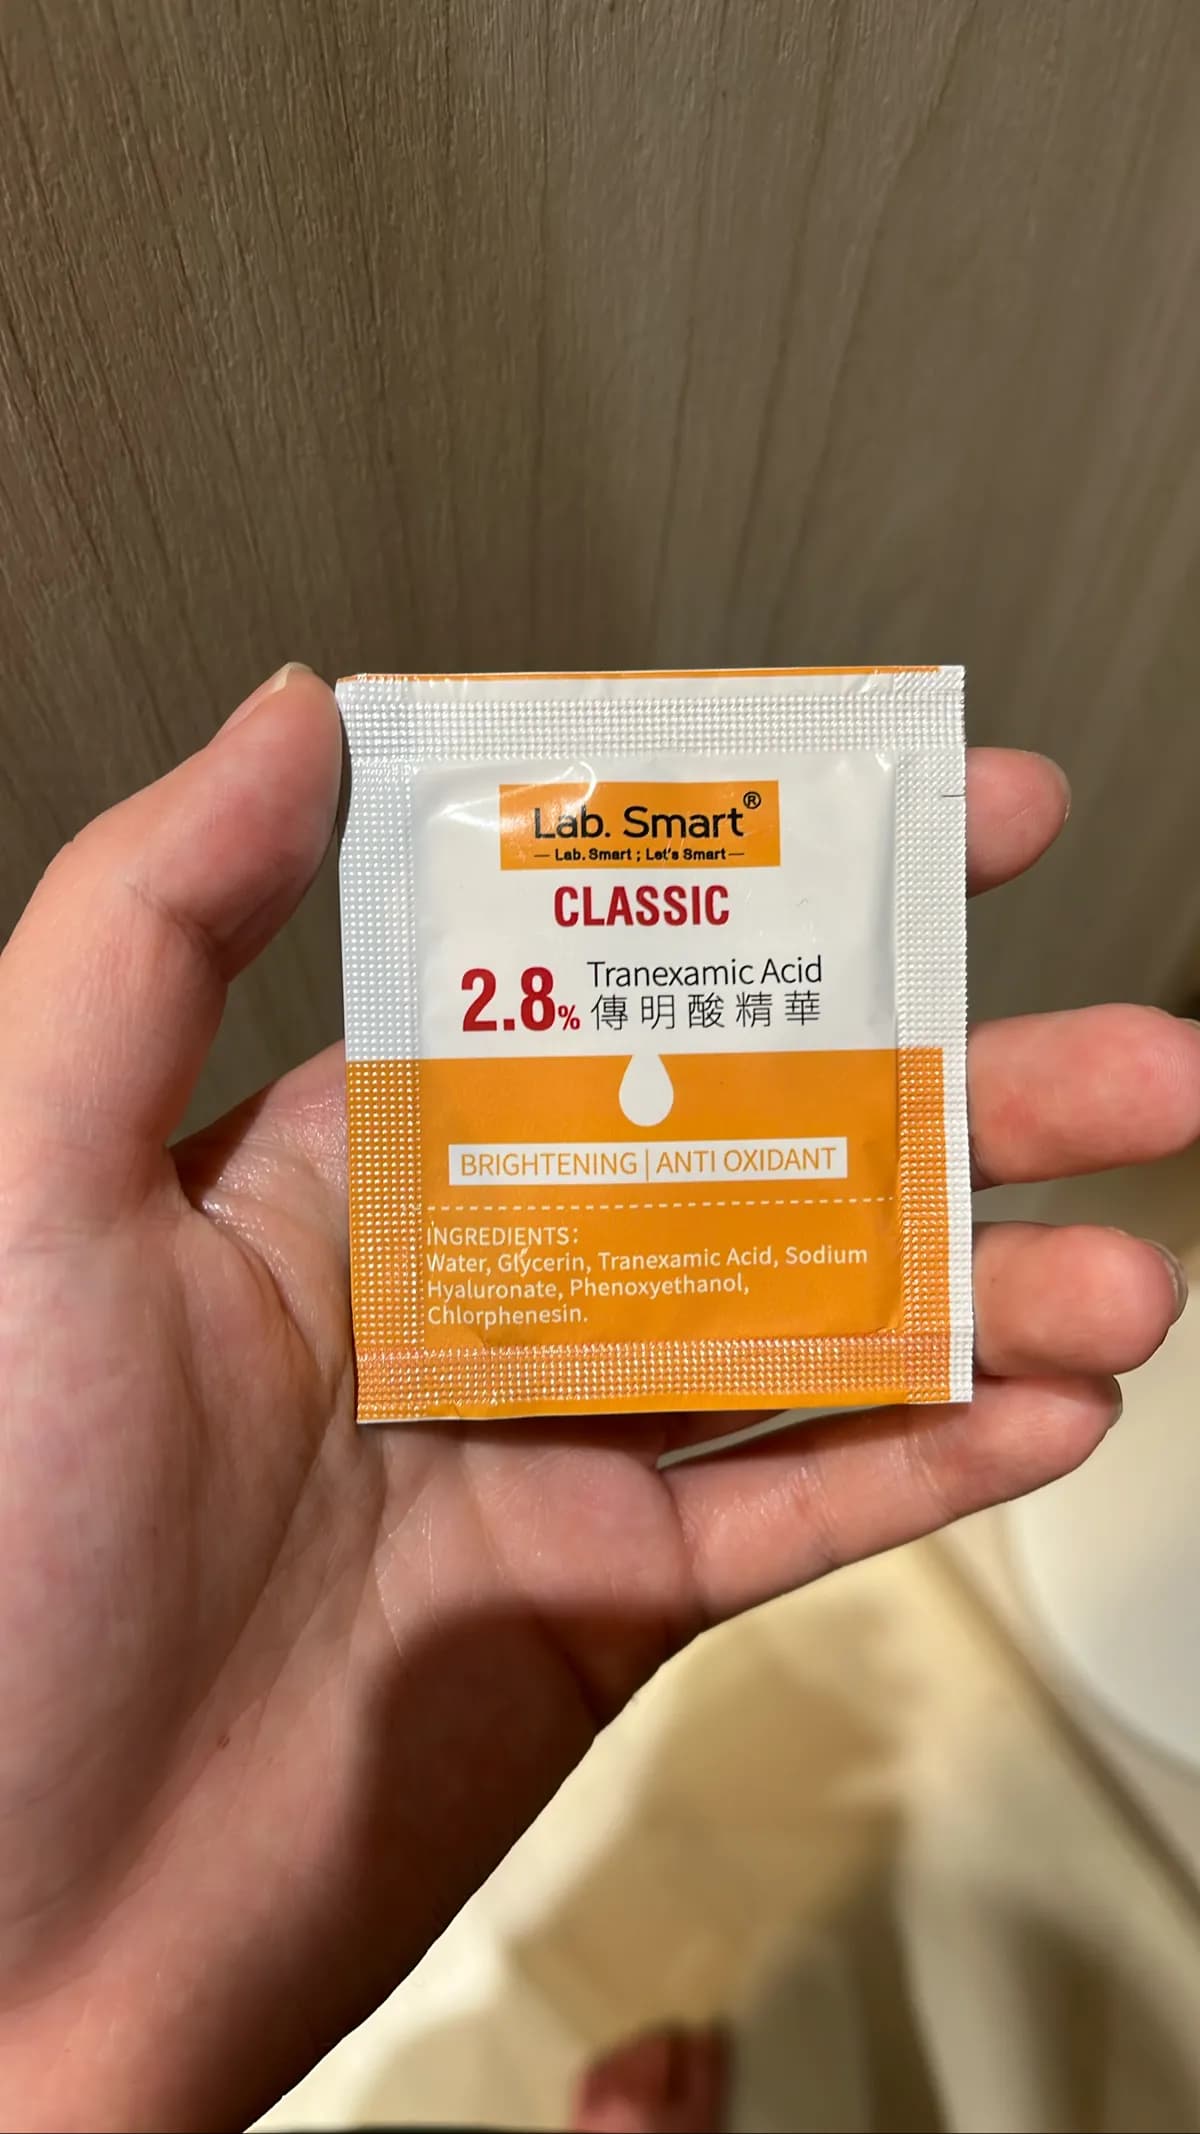 Lab. Smart®
— Lab. Smart ; Let's Smart —
CLASSIC
2.8% Tranexamic Acid
傳明酸精華
BRIGHTENING | ANTI OXIDANT
INGREDIENTS:
Water, Glycerin, Tranexamic Acid, Sodium
Hyaluronate, Phenoxyethanol,
Chlorphenesin.